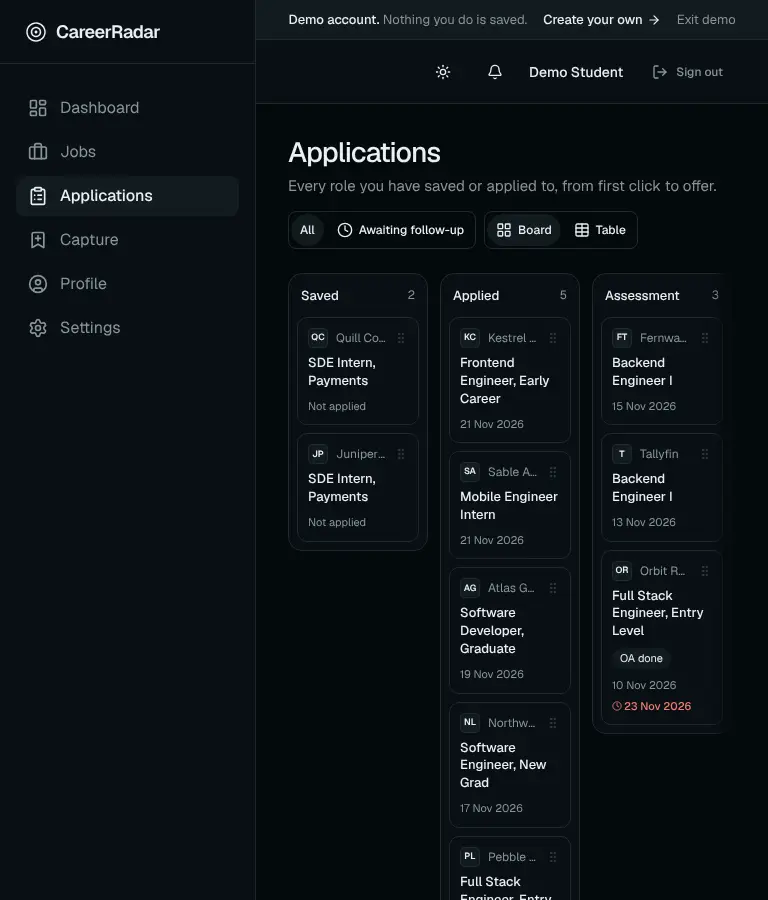 CareerRadar
Dashboard
Jobs
Applications
Capture
Profile
Settings
Demo account. Nothing you do is saved. Create your own → Exit demo
Demo Student Sign out
Applications
Every role you have saved or applied to, from first click to offer.
All Awaiting follow-up Board Table
Saved 2
QC Quill Co...
SDE Intern,
Payments
Not applied
JP Juniper...
SDE Intern,
Payments
Not applied
Applied 5
KC Kestrel ...
Frontend
Engineer, Early
Career
21 Nov 2026
SA Sable A...
Mobile Engineer
Intern
21 Nov 2026
AG Atlas G...
Software
Developer,
Graduate
19 Nov 2026
NL Northw...
Software
Engineer, New
Grad
17 Nov 2026
PL Pebble ...
Full Stack
Engineer, Entry
Assessment 3
FT Fernwa...
Backend
Engineer I
15 Nov 2026
T Tallyfin
Backend
Engineer I
13 Nov 2026
OR Orbit R...
Full Stack
Engineer, Entry
Level
OA done
10 Nov 2026
23 Nov 2026